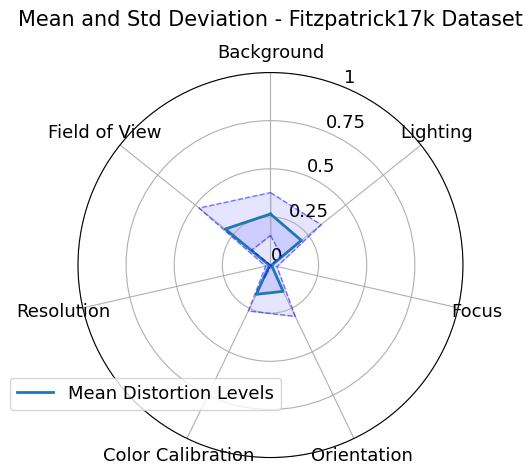 Mean and Std Deviation - Fitzpatrick17k Dataset
Background
1
0.75
Field of View
Lighting
0.5
0.25
0
Resolution
Focus
Mean Distortion Levels
Color Calibration
Orientation